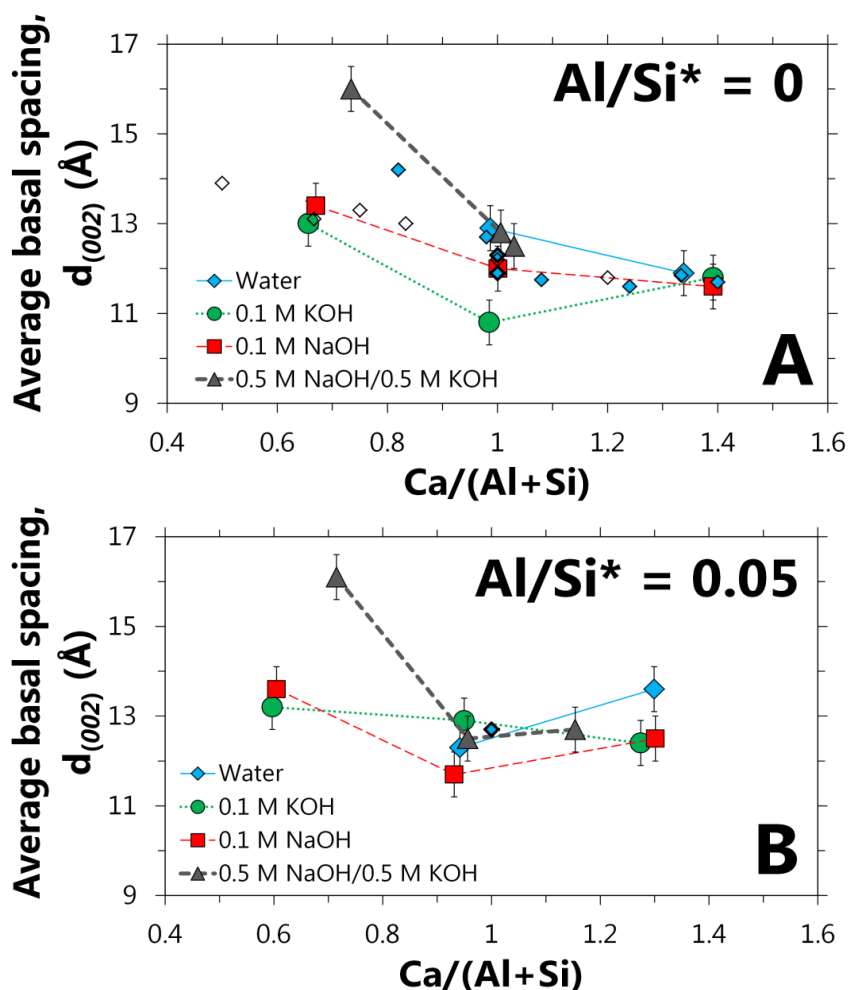 Average basal spacing,
d(002) (Å)
17
15
13
11
9
Al/Si* = 0
Water
0.1 M KOH
0.1 M NaOH
0.5 M NaOH/0.5 M KOH
A
0.4 0.6 0.8 1 1.2 1.4 1.6
Ca/(Al+Si)
Average basal spacing,
d(002) (Å)
17
15
13
11
9
Al/Si* = 0.05
Water
0.1 M KOH
0.1 M NaOH
0.5 M NaOH/0.5 M KOH
B
0.4 0.6 0.8 1 1.2 1.4 1.6
Ca/(Al+Si)